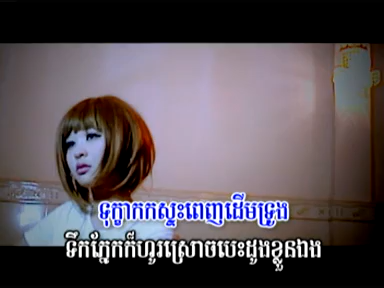 ទុក្ខាកកស្ទះពេញដើមទ្រូង
ទឹកភ្នែកក៏ហូរស្រោចបេះដូងខ្លួនឯង